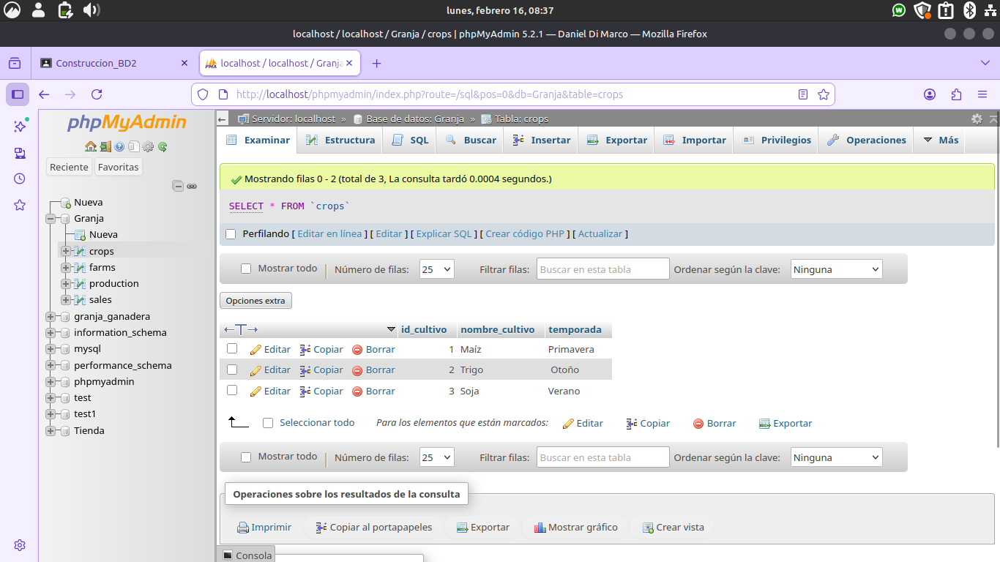 lunes, febrero 16, 08:37
localhost / localhost / Granja / crops | phpMyAdmin 5.2.1 — Daniel Di Marco — Mozilla Firefox
Construccion_BD2
localhost / localhost / Granja
http://localhost/phpmyadmin/index.php?route=/sql&pos=0&db=Granja&table=crops
phpMyAdmin
Reciente Favoritas
Nueva
Granja
Nueva
crops
farms
production
sales
granja_ganadera
information_schema
mysql
performance_schema
phpmyadmin
test
test1
Tienda
Servidor: localhost » Base de datos: Granja » Tabla: crops
Examinar Estructura SQL Buscar Insertar Exportar Importar Privilegios Operaciones Más
Mostrando filas 0 - 2 (total de 3, La consulta tardó 0.0004 segundos.)
SELECT * FROM `crops`
Perfilando [ Editar en línea ] [ Editar ] [ Explicar SQL ] [ Crear código PHP ] [ Actualizar ]
Mostrar todo | Número de filas: 25 Filtrar filas: Buscar en esta tabla Ordenar según la clave: Ninguna
Opciones extra
←T→ id_cultivo nombre_cultivo temporada
Editar Copiar Borrar 1 Maíz Primavera
Editar Copiar Borrar 2 Trigo Otoño
Editar Copiar Borrar 3 Soja Verano
Seleccionar todo Para los elementos que están marcados: Editar Copiar Borrar Exportar
Mostrar todo | Número de filas: 25 Filtrar filas: Buscar en esta tabla Ordenar según la clave: Ninguna
Operaciones sobre los resultados de la consulta
Imprimir Copiar al portapapeles Exportar Mostrar gráfico Crear vista
Consola